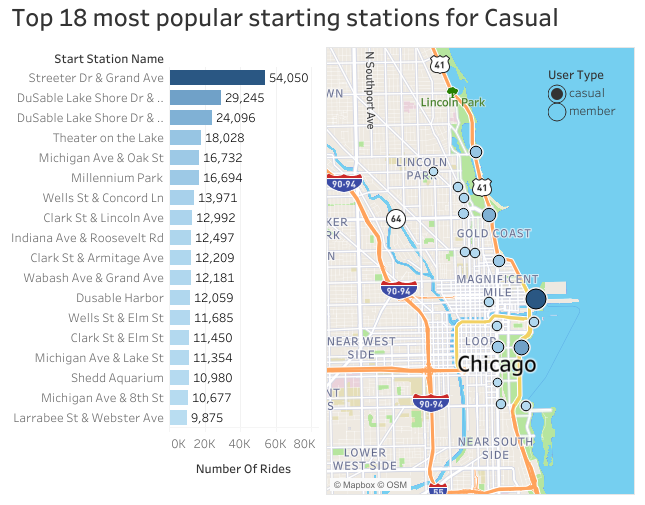 Top 18 most popular starting stations for Casual
Start Station Name
Streeter Dr & Grand Ave 54,050
DuSable Lake Shore Dr & .. 29,245
DuSable Lake Shore Dr & .. 24,096
Theater on the Lake 18,028
Michigan Ave & Oak St 16,732
Millennium Park 16,694
Wells St & Concord Ln 13,971
Clark St & Lincoln Ave 12,992
Indiana Ave & Roosevelt Rd 12,497
Clark St & Armitage Ave 12,209
Wabash Ave & Grand Ave 12,181
Dusable Harbor 12,059
Wells St & Elm St 11,685
Clark St & Elm St 11,450
Michigan Ave & Lake St 11,354
Shedd Aquarium 10,980
Michigan Ave & 8th St 10,677
Larrabee St & Webster Ave 9,875
0K 20K 40K 60K 80K
Number Of Rides
N Southport Ave
41
User Type
casual
member
WN
Lincoln Park
LINCOLN
PARK
90-94
41
64
KER
RK
GOLD COAST
N
MAGNIFICENT
MILE
90-94
NEAR WEST
SIDE
LOOP
Chicago
NT
S
90-94
NEAR SOUTH
SIDE
LOWER
WEST SIDE
55
© Mapbox © OSM